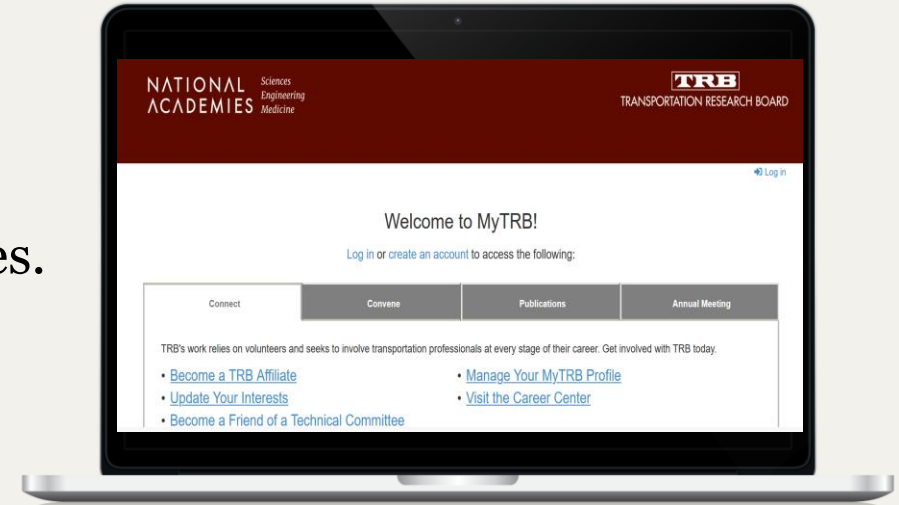 NATIONAL Sciences
Engineering
ACADEMIES Medicine
TRB
TRANSPORTATION RESEARCH BOARD
Log in
Welcome to MyTRB!
es.
Log in or create an account to access the following:
Connect Convene Publications Annual Meeting
TRB's work relies on volunteers and seeks to involve transportation professionals at every stage of their career. Get involved with TRB today.
• Become a TRB Affiliate • Manage Your MyTRB Profile
• Update Your Interests • Visit the Career Center
• Become a Friend of a Technical Committee